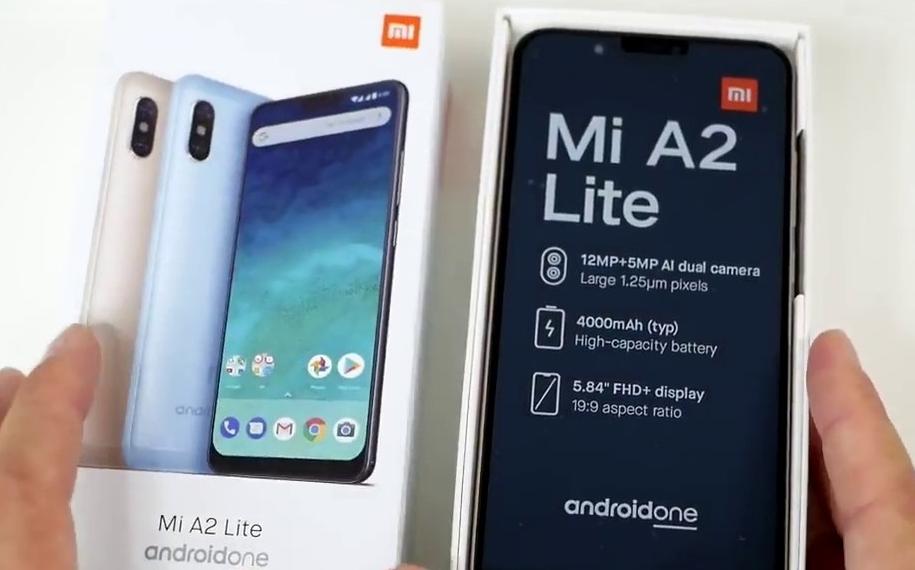 mi
Mi A2 Lite
androidone
mi
Mi A2
Lite
12MP+5MP AI dual camera
Large 1.25µm pixels
4000mAh (typ)
High-capacity battery
5.84" FHD+ display
19:9 aspect ratio
androidone